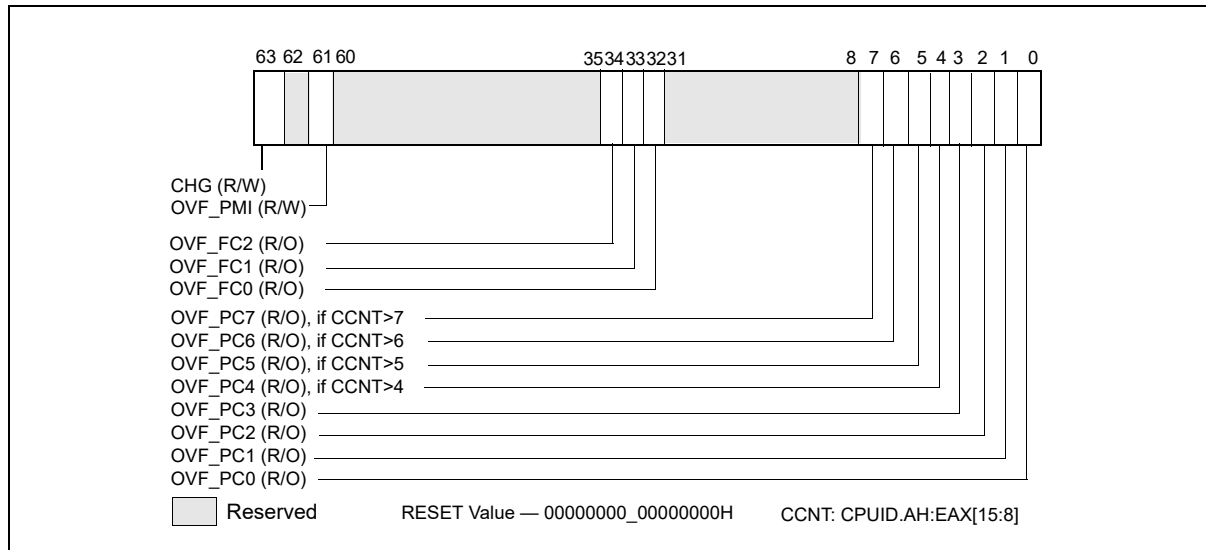 63 62 61 60 35 34 33 32 31 8 7 6 5 4 3 2 1 0
CHG (R/W)
OVF_PMI (R/W)
OVF_FC2 (R/O)
OVF_FC1 (R/O)
OVF_FC0 (R/O)
OVF_PC7 (R/O), if CCNT>7
OVF_PC6 (R/O), if CCNT>6
OVF_PC5 (R/O), if CCNT>5
OVF_PC4 (R/O), if CCNT>4
OVF_PC3 (R/O)
OVF_PC2 (R/O)
OVF_PC1 (R/O)
OVF_PC0 (R/O)
Reserved RESET Value — 00000000_00000000H CCNT: CPUID.AH:EAX[15:8]